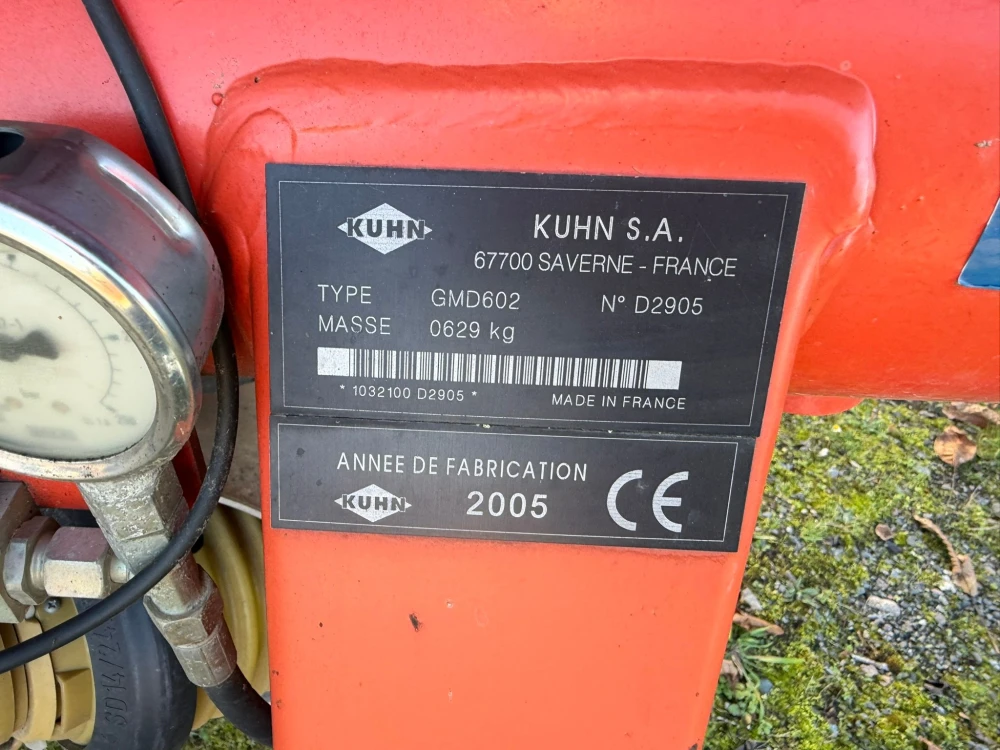 KUHN
KUHN S.A.
67700 SAVERNE - FRANCE
TYPE GMD602 N° D2905
MASSE 0629 kg
* 1032100 D2905 *
MADE IN FRANCE
ANNEE DE FABRICATION
KUHN
2005
CE